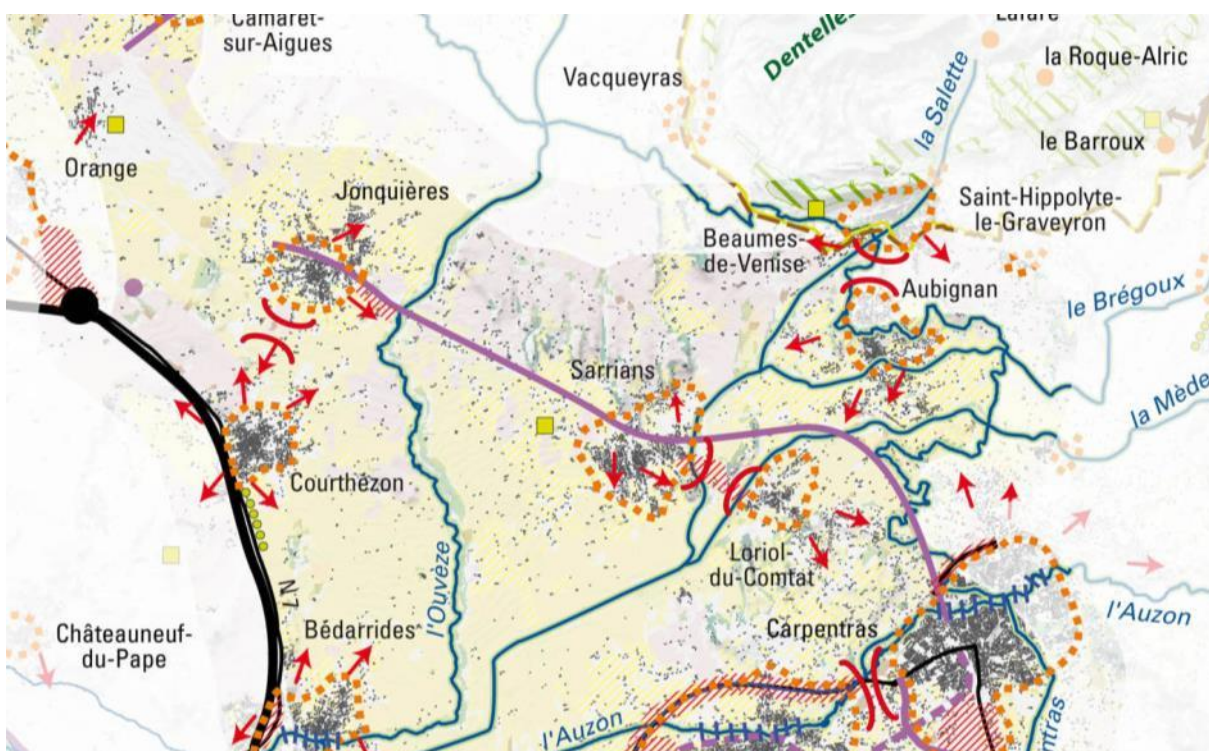 Camaret-
sur-Aigues
Dentelles
Lafare
la Roque-Alric
Vacqueyras
la Salette
le Barroux
Orange
Jonquières
Saint-Hippolyte-
le-Graveyron
Beaumes-
de-Venise
Aubignan
le Brégoux
Sarrians
la Mède
Courthézon
l'Ouvèze
Loriol-
du-Comtat
N 7
l'Auzon
Châteauneuf-
du-Pape
Bédarrides
Carpentras
l'Auzon
ntras